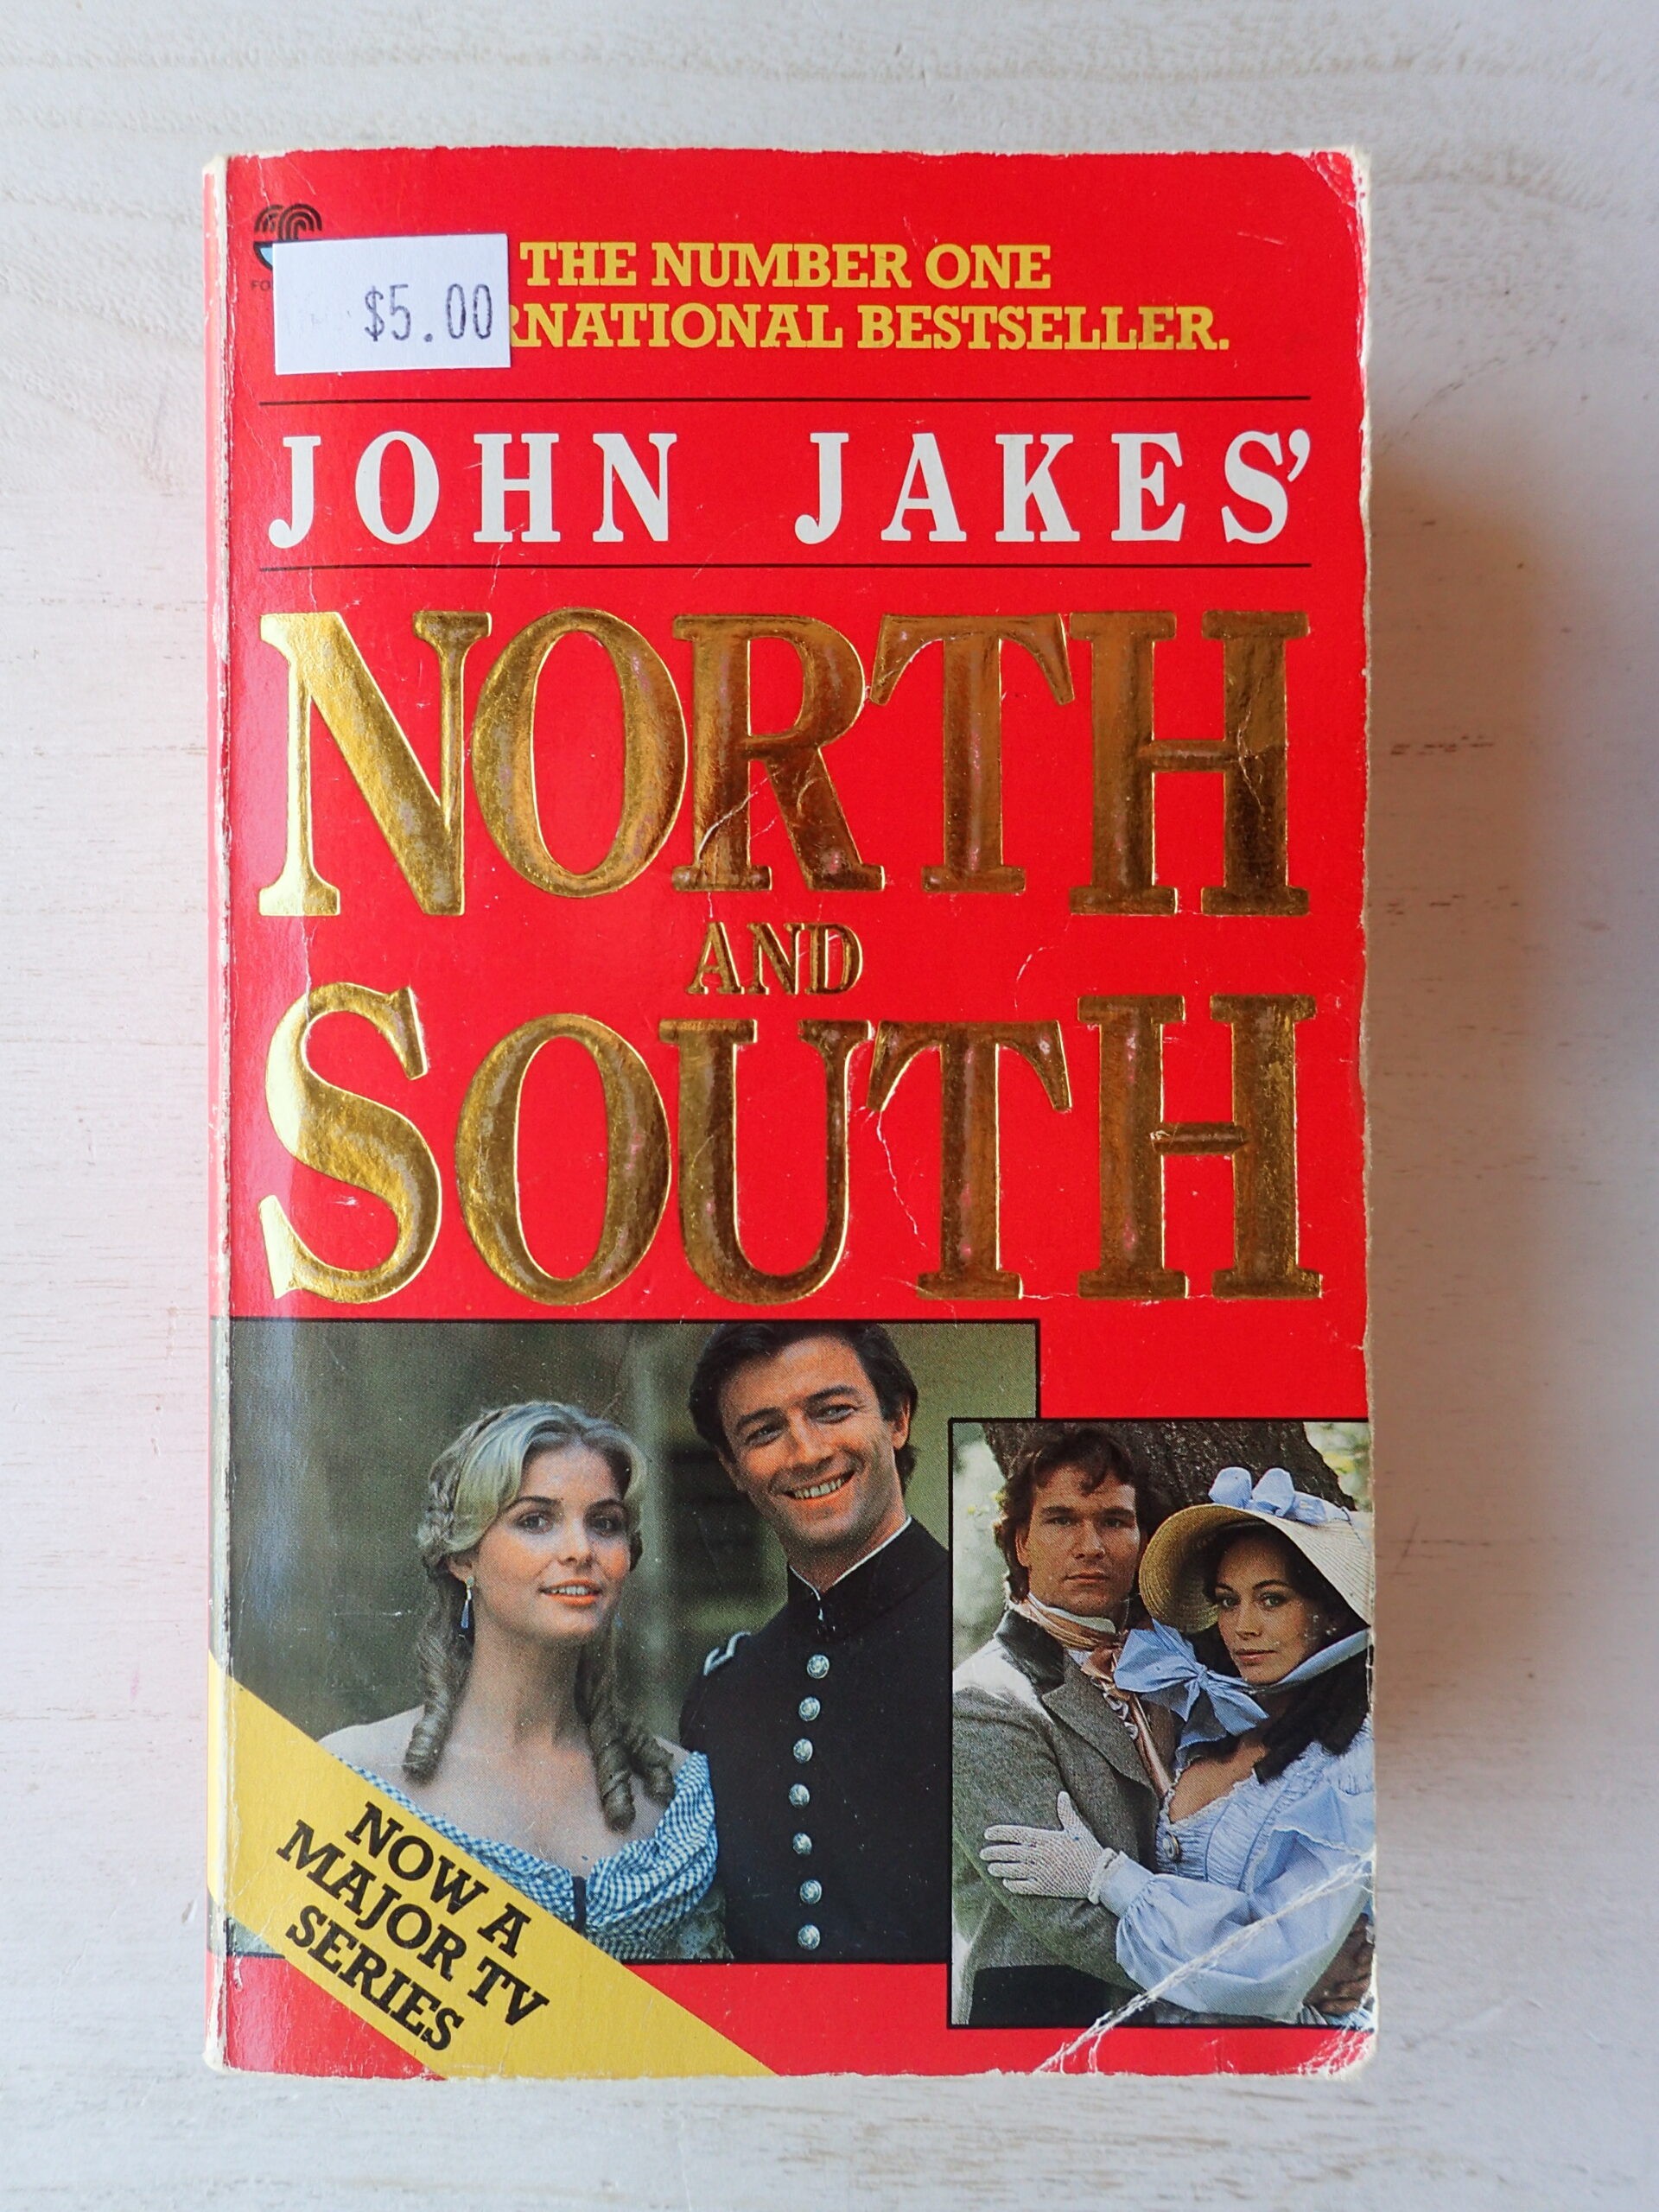 THE NUMBER ONE
RNATIONAL BESTSELLER.
$5.00
JOHN JAKES'
NORTH
AND
SOUTH
NOW A
MAJOR TV
SERIES